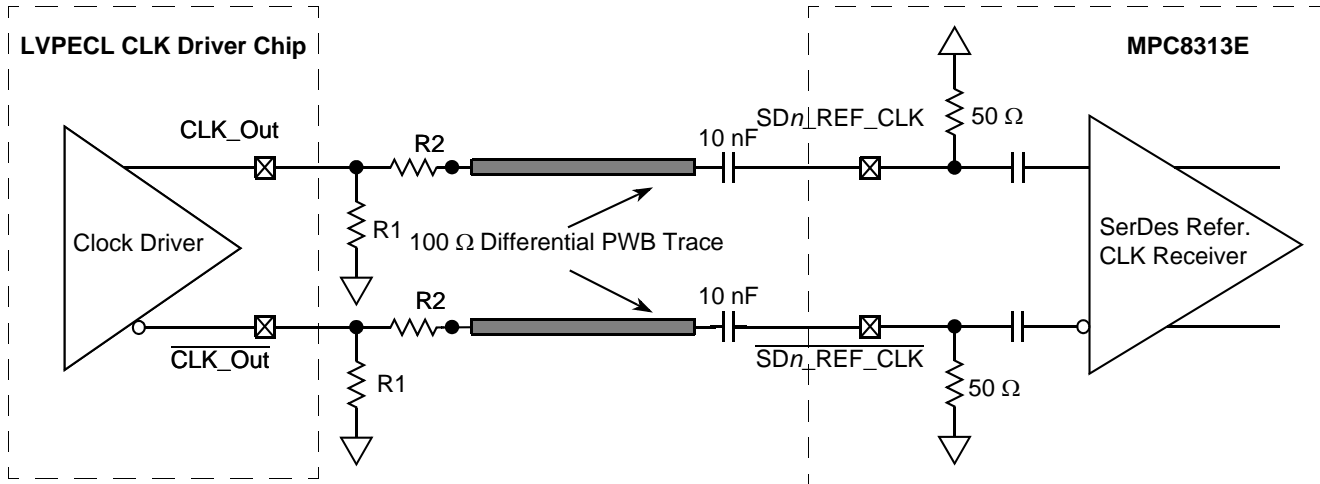 LVPECL CLK Driver Chip
MPC8313E
CLK_Out
R2
10 nF
SDn_REF_CLK
50 Ω
Clock Driver
R1
100 Ω Differential PWB Trace
SerDes Refer.
CLK Receiver
R2
10 nF
CLK_Out
SDn_REF_CLK
R1
50 Ω